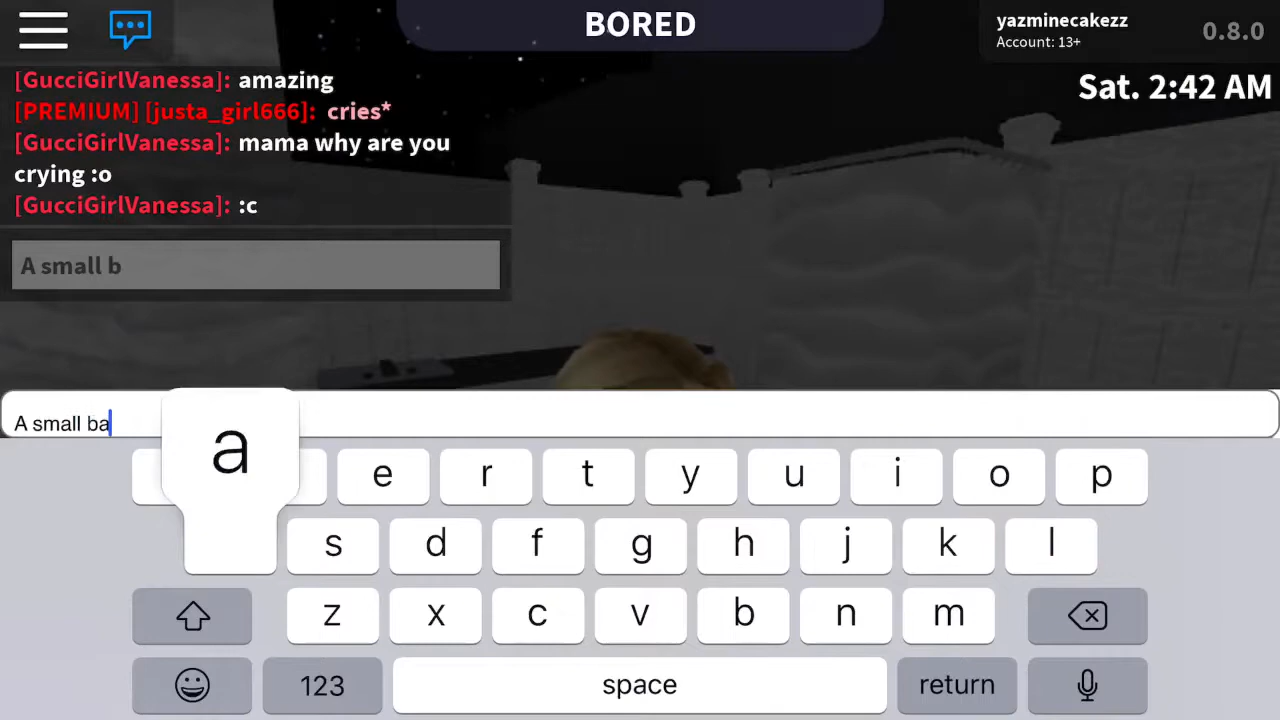 BORED
yazminecakezz
Account: 13+
0.8.0
Sat. 2:42 AM
[GucciGirlVanessa]: amazing
[PREMIUM] [justa_girl666]: cries*
[GucciGirlVanessa]: mama why are you
crying :o
[GucciGirlVanessa]: :c
A small b
A small ba
a
e r t y u i o p
s d f g h j k l
z x c v b n m
123 space return